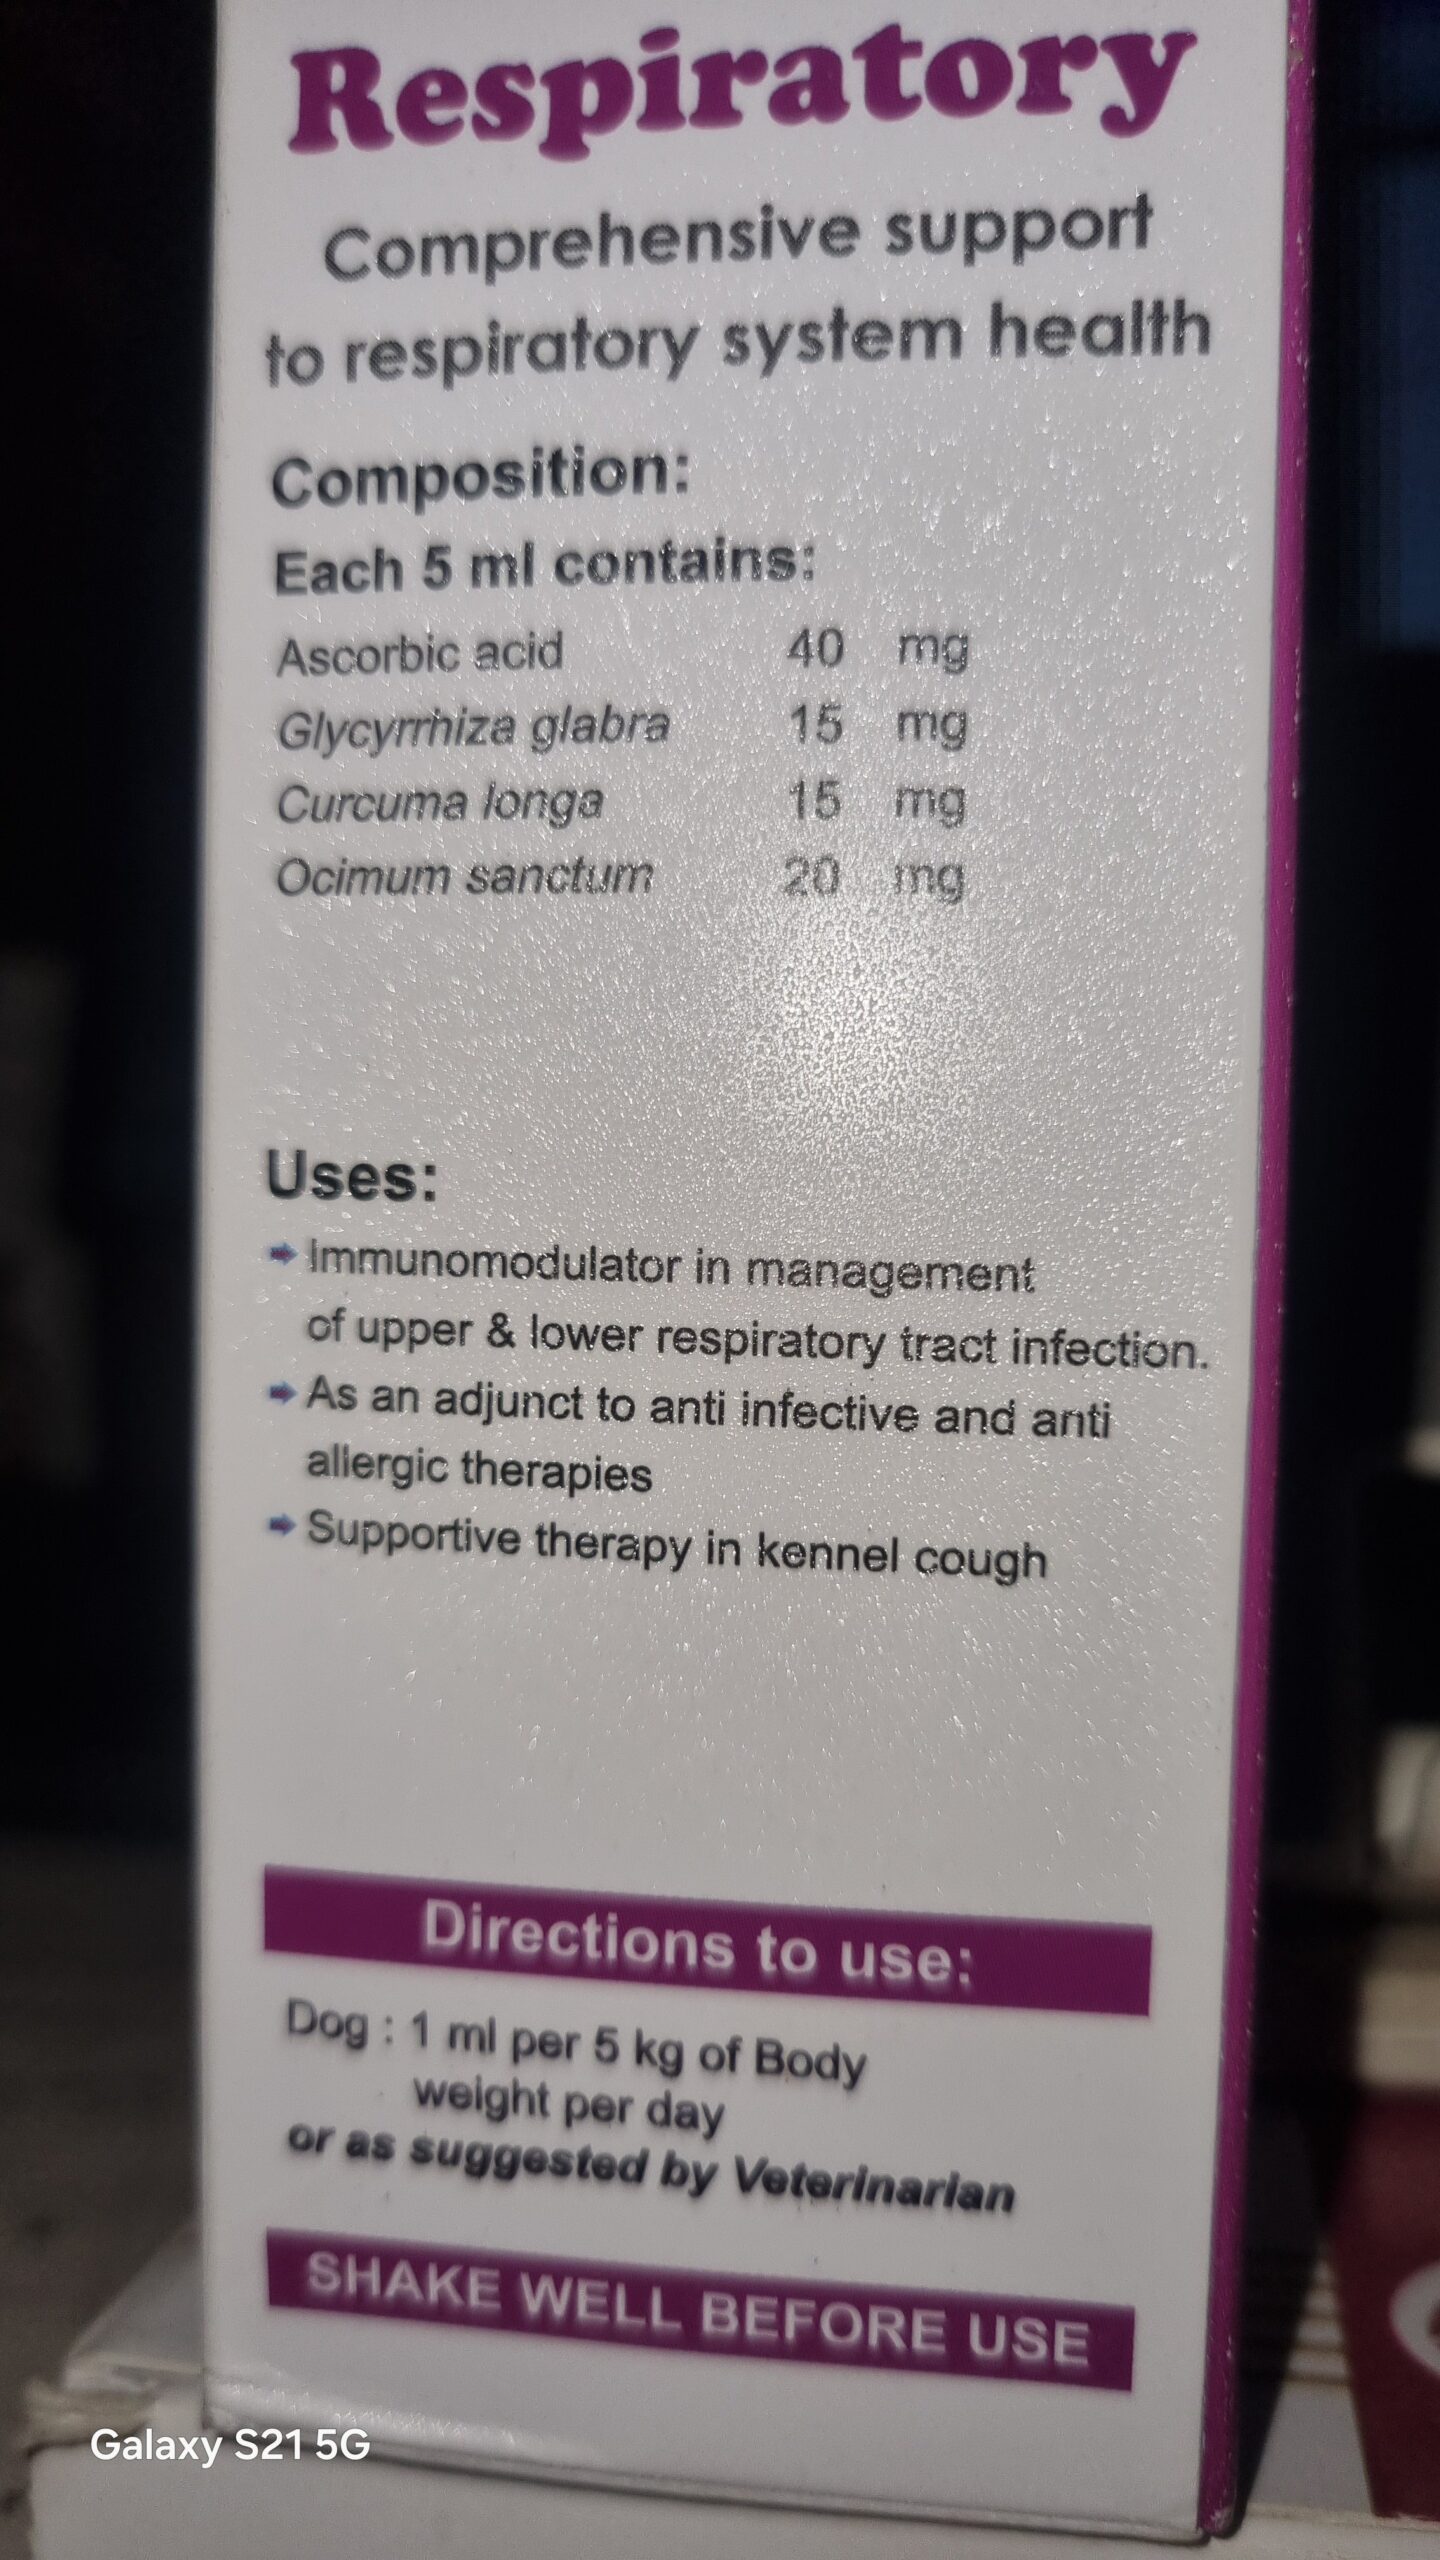 Respiratory
Comprehensive support
to respiratory system health
Composition:
Each 5 ml contains:
Ascorbic acid 40 mg
Glycyrrhiza glabra 15 mg
Curcuma longa 15 mg
Ocimum sanctum 20 mg
Uses:
➡ Immunomodulator in management
of upper & lower respiratory tract infection.
➡ As an adjunct to anti infective and anti
allergic therapies
➡ Supportive therapy in kennel cough
Directions to use:
Dog : 1 ml per 5 kg of Body
weight per day
or as suggested by Veterinarian
SHAKE WELL BEFORE USE
Galaxy S21 5G